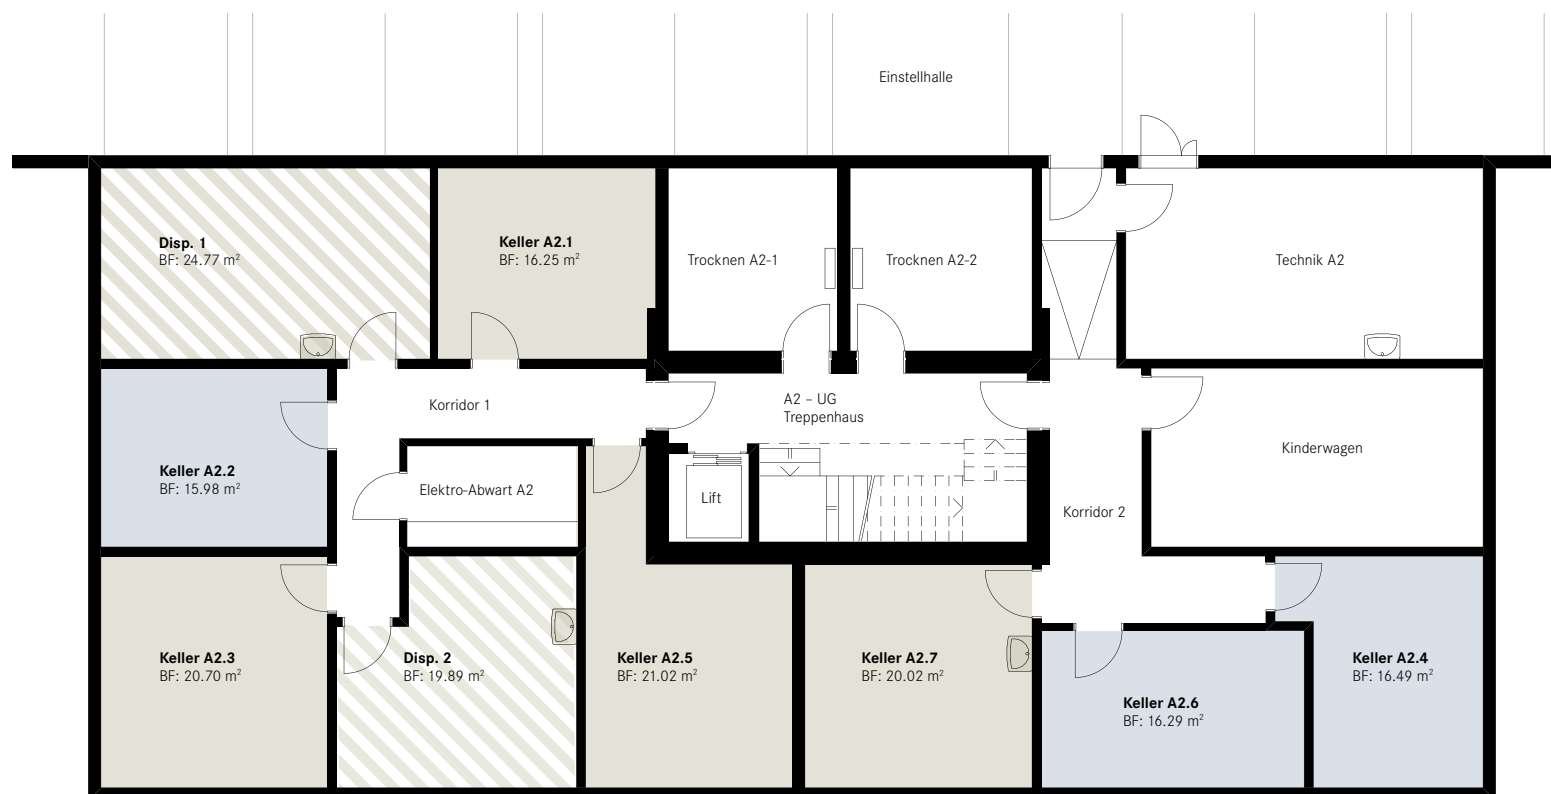 Einstellhalle
Disp. 1
BF: 24.77 m²
Keller A2.1
BF: 16.25 m²
Trocknen A2-1
Trocknen A2-2
Technik A2
Korridor 1
A2 – UG
Treppenhaus
Kinderwagen
Keller A2.2
BF: 15.98 m²
Elektro-Abwart A2
Lift
Korridor 2
Keller A2.3
BF: 20.70 m²
Disp. 2
BF: 19.89 m²
Keller A2.5
BF: 21.02 m²
Keller A2.7
BF: 20.02 m²
Keller A2.6
BF: 16.29 m²
Keller A2.4
BF: 16.49 m²